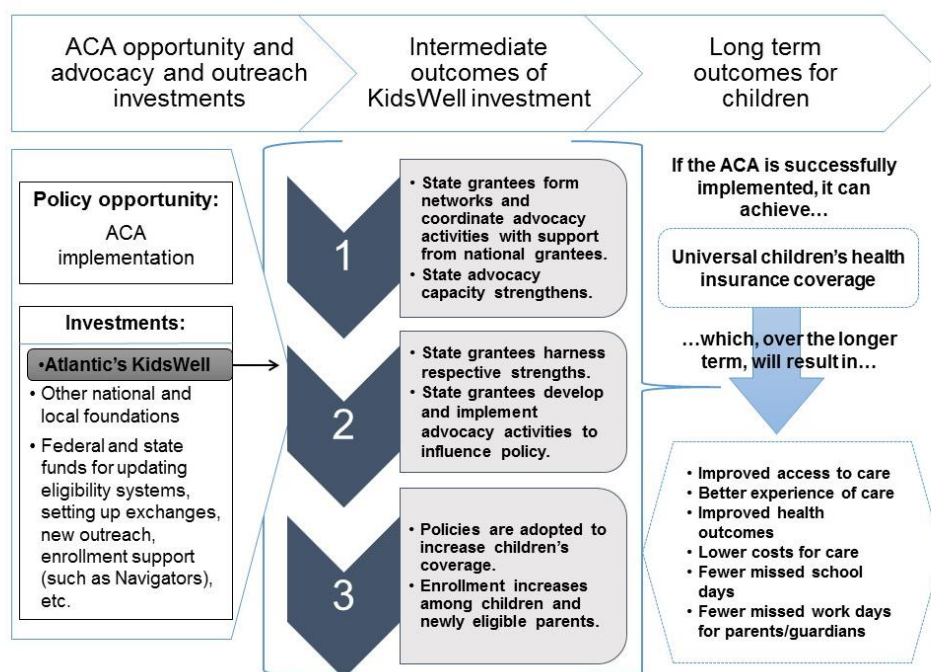 ACA opportunity and
advocacy and outreach
investments
Intermediate
outcomes of
KidsWell investment
Long term
outcomes for
children
Policy opportunity:
ACA
implementation
Investments:
•Atlantic's KidsWell
• Other national and
local foundations
• Federal and state
funds for updating
eligibility systems,
setting up exchanges,
new outreach,
enrollment support
(such as Navigators),
etc.
1
• State grantees form
networks and
coordinate advocacy
activities with support
from national grantees.
• State advocacy
capacity strengthens.
2
• State grantees harness
respective strengths.
• State grantees develop
and implement
advocacy activities to
influence policy.
3
• Policies are adopted to
increase children's
coverage.
• Enrollment increases
among children and
newly eligible parents.
If the ACA is successfully
implemented, it can
achieve…
Universal children's health
insurance coverage
…which, over the longer
term, will result in…
• Improved access to care
• Better experience of care
• Improved health
outcomes
• Lower costs for care
• Fewer missed school
days
• Fewer missed work days
for parents/guardians